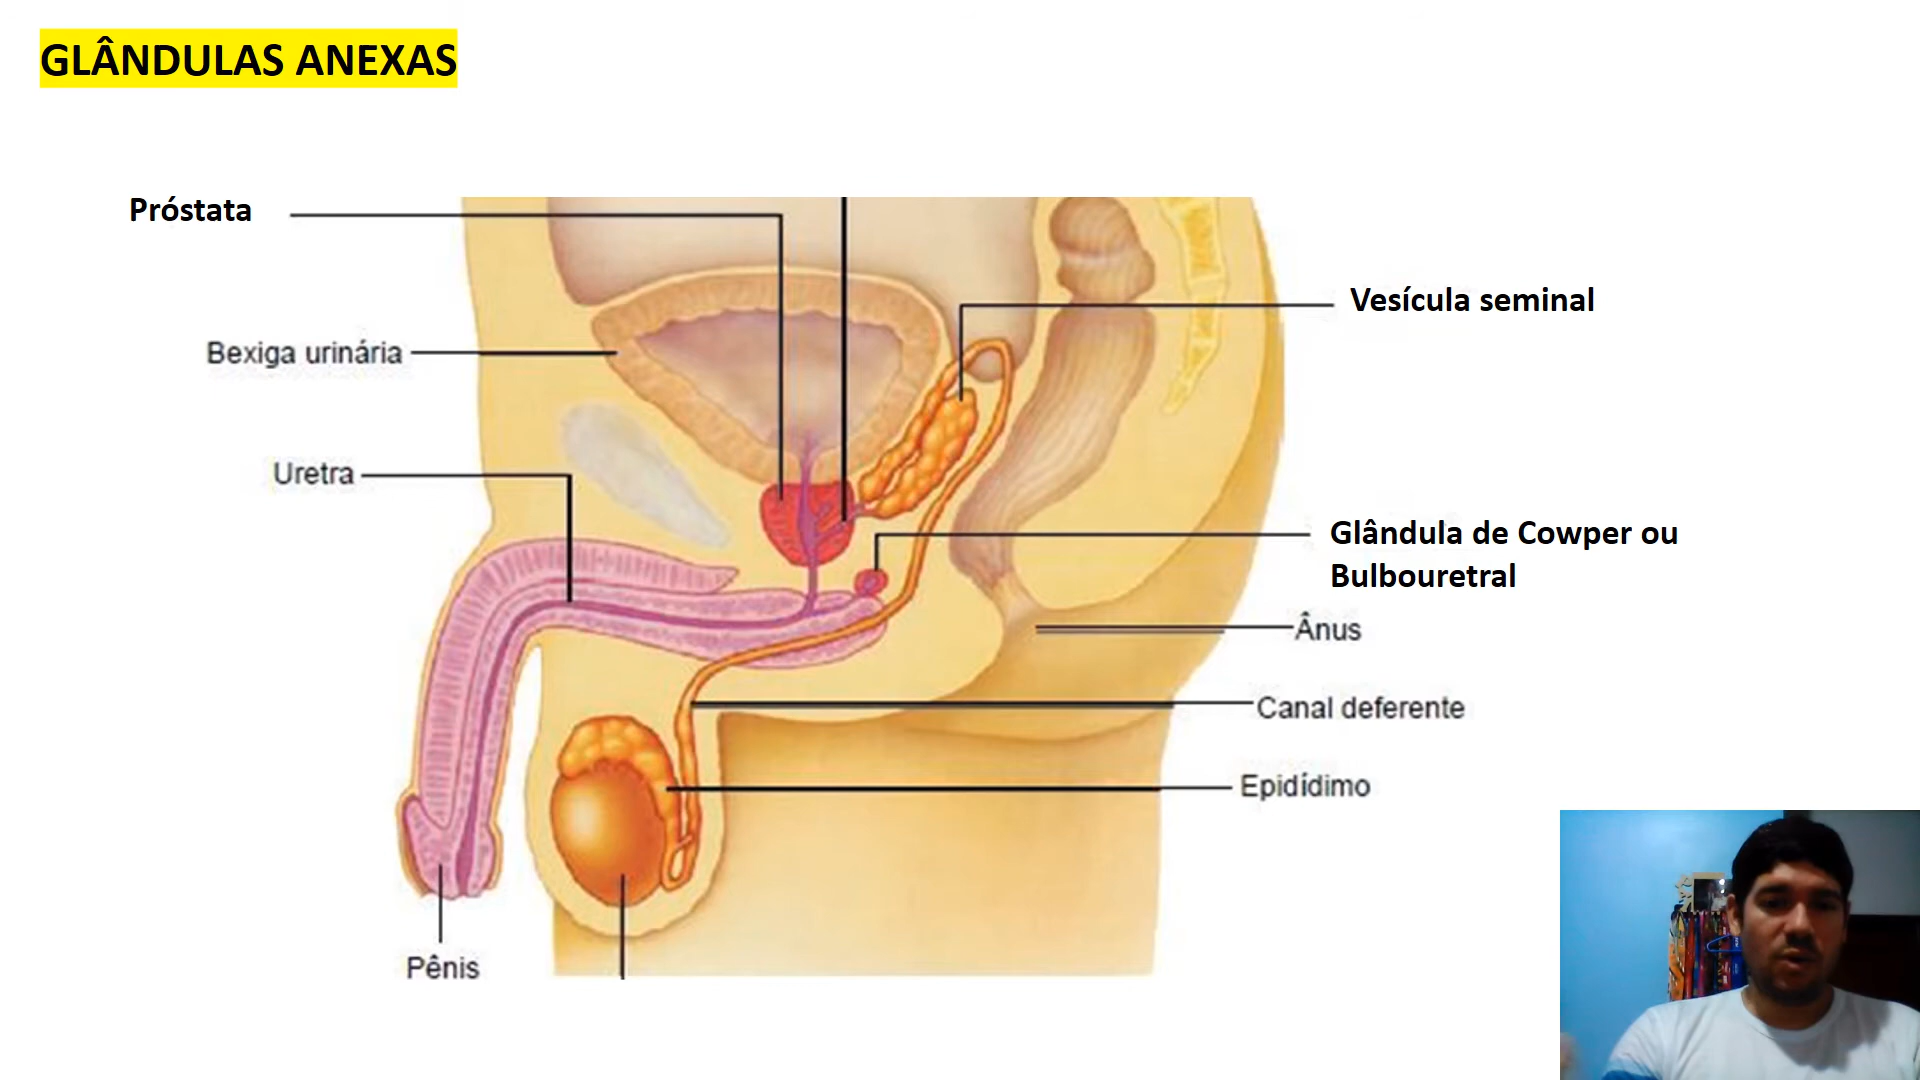 GLÂNDULAS ANEXAS
Próstata
Vesícula seminal
Bexiga urinária
Uretra
Glândula de Cowper ou
Bulbouretral
Ânus
Canal deferente
Epidídimo
Pênis